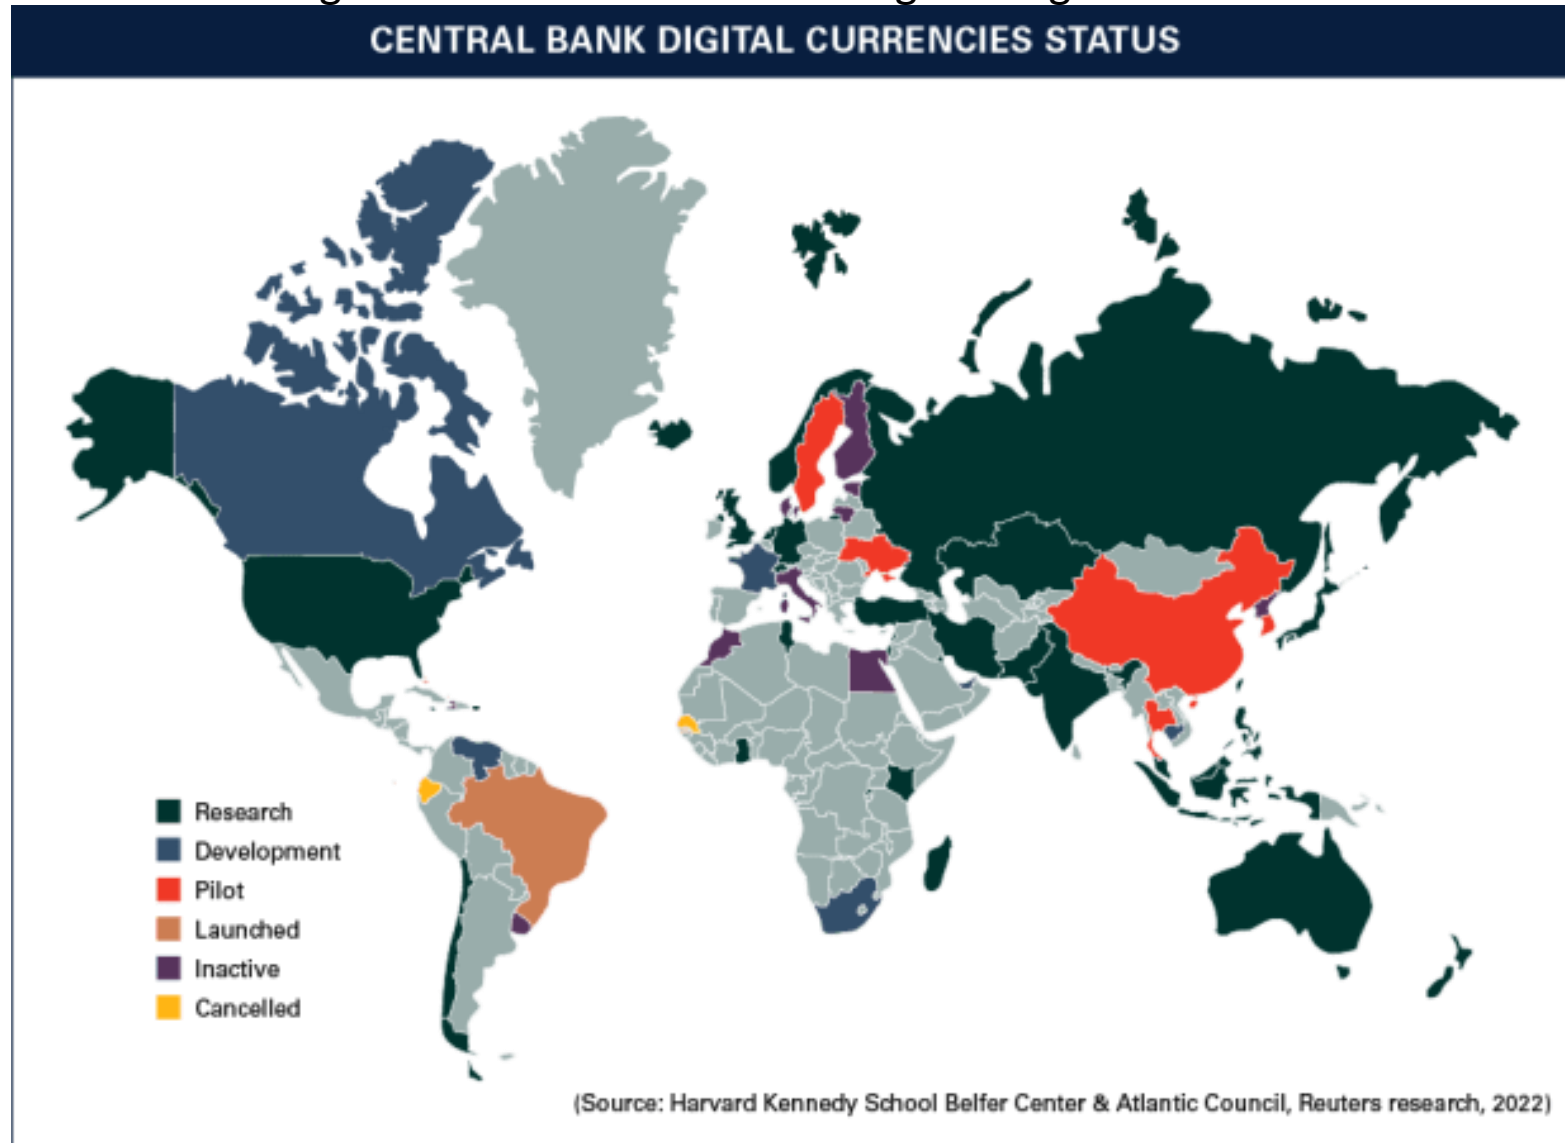 CENTRAL BANK DIGITAL CURRENCIES STATUS
Research
Development
Pilot
Launched
Inactive
Cancelled
(Source: Harvard Kennedy School Belfer Center & Atlantic Council, Reuters research, 2022)